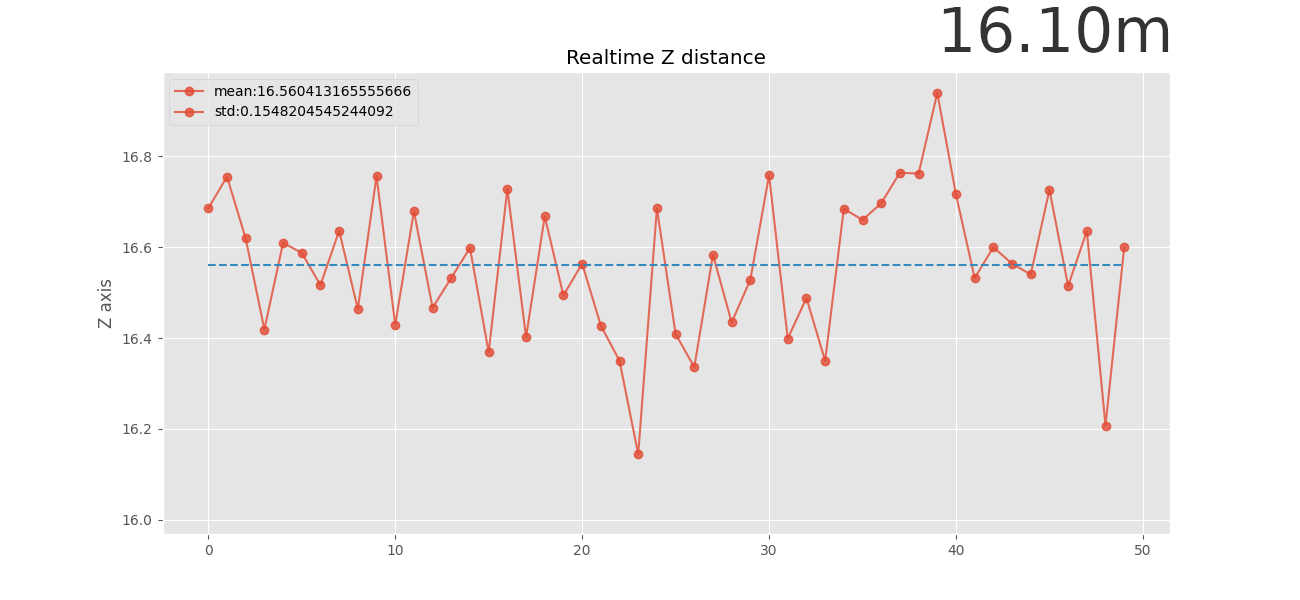 16.10m
Realtime Z distance
mean:16.560413165555666
std:0.1548204545244092
Z axis
16.8
16.6
16.4
16.2
16.0
0 10 20 30 40 50